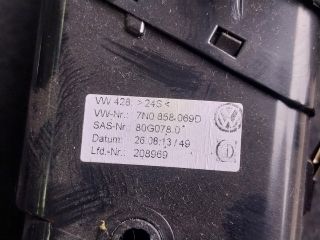 VW 428: >24S<
VW-Nr.: 7N0 858 069D
SAS-Nr.: 80G078.0
Datum: 26.08.13 / 49
Lfd.-Nr.: 208969